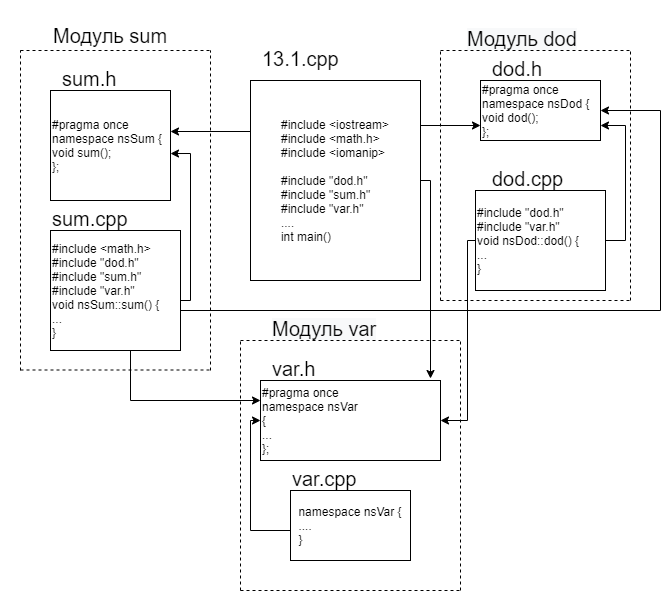 Модуль sum
sum.h
#pragma once
namespace nsSum {
void sum();
};
sum.cpp
#include <math.h>
#include "dod.h"
#include "sum.h"
#include "var.h"
void nsSum::sum() {
...
}
13.1.cpp
#include <iostream>
#include <math.h>
#include <iomanip>
#include "dod.h"
#include "sum.h"
#include "var.h"
....
int main()
Модуль dod
dod.h
#pragma once
namespace nsDod {
void dod();
};
dod.cpp
#include "dod.h"
#include "var.h"
void nsDod::dod() {
...
}
Модуль var
var.h
#pragma once
namespace nsVar
{
...
};
var.cpp
namespace nsVar {
....
}